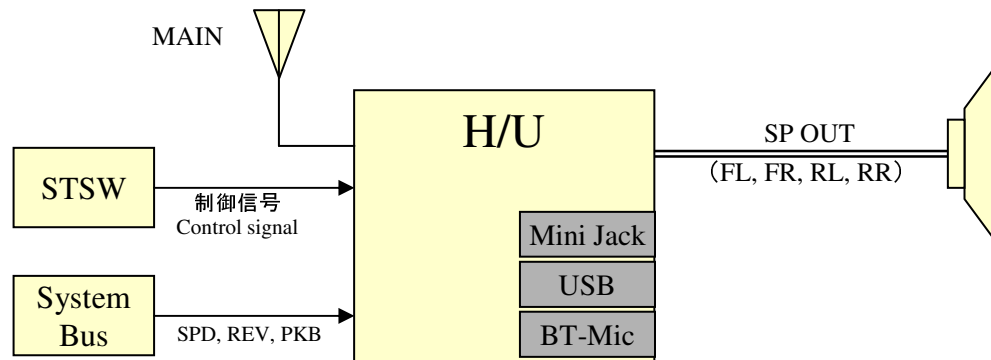 MAIN
H/U
SP OUT
（FL, FR, RL, RR）
STSW
制御信号
Control signal
Mini Jack
USB
BT-Mic
System
Bus
SPD, REV, PKB